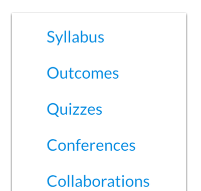 Syllabus
Outcomes
Quizzes
Conferences
Collaborations